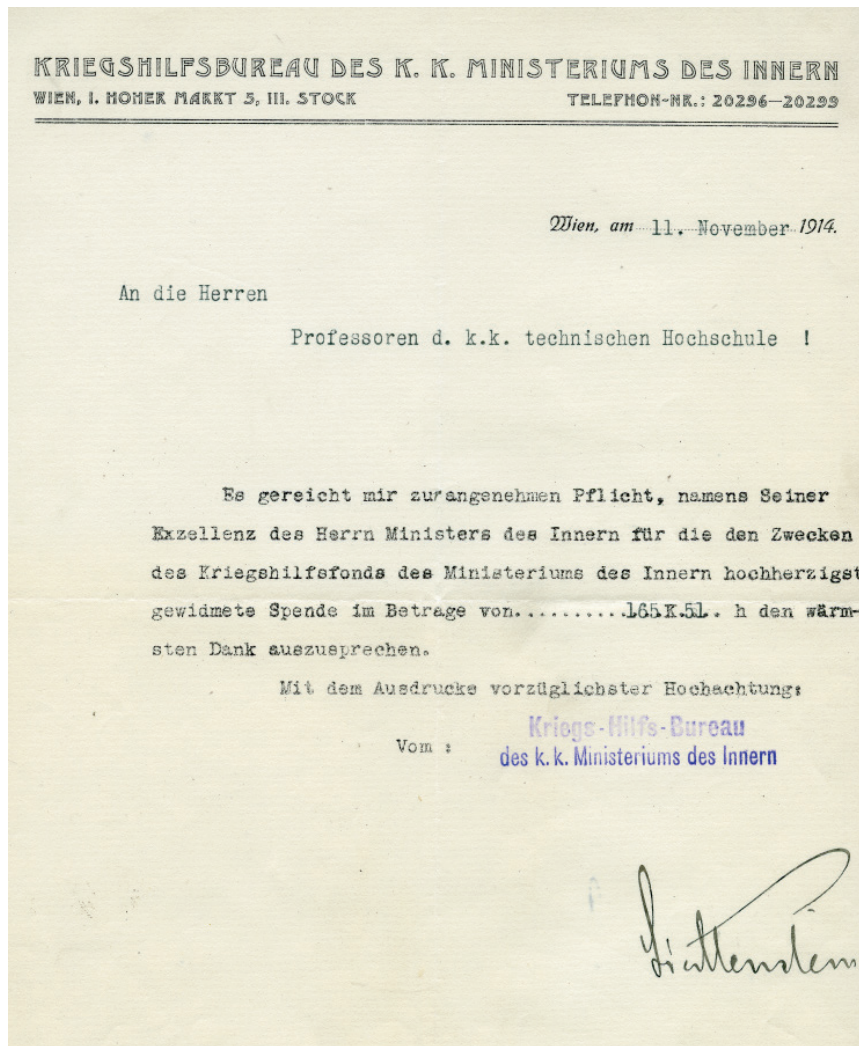 KRIEGSHILFSBUREAU DES K. K. MINISTERIUMS DES INNERN
WIEN, I. HOHER MARKT 5, III. STOCK TELEPHON-NR.: 20296—20299
Wien, am 11. November 1914.
An die Herren
Professoren d. k.k. technischen Hochschule !
Es gereicht mir zur angenehmen Pflicht, namens Seiner
Exzellenz des Herrn Ministers des Innern für die den Zwecken
des Kriegshilfsfonds des Ministeriums des Innern hochherzigst
gewidmete Spende im Betrage von..........165.K.51.. h den wärm-
sten Dank auszusprechen.
Mit dem Ausdrucke vorzüglichster Hochachtung:
Kriegs-Hilfs-Bureau
Vom :
des k. k. Ministeriums des Innern